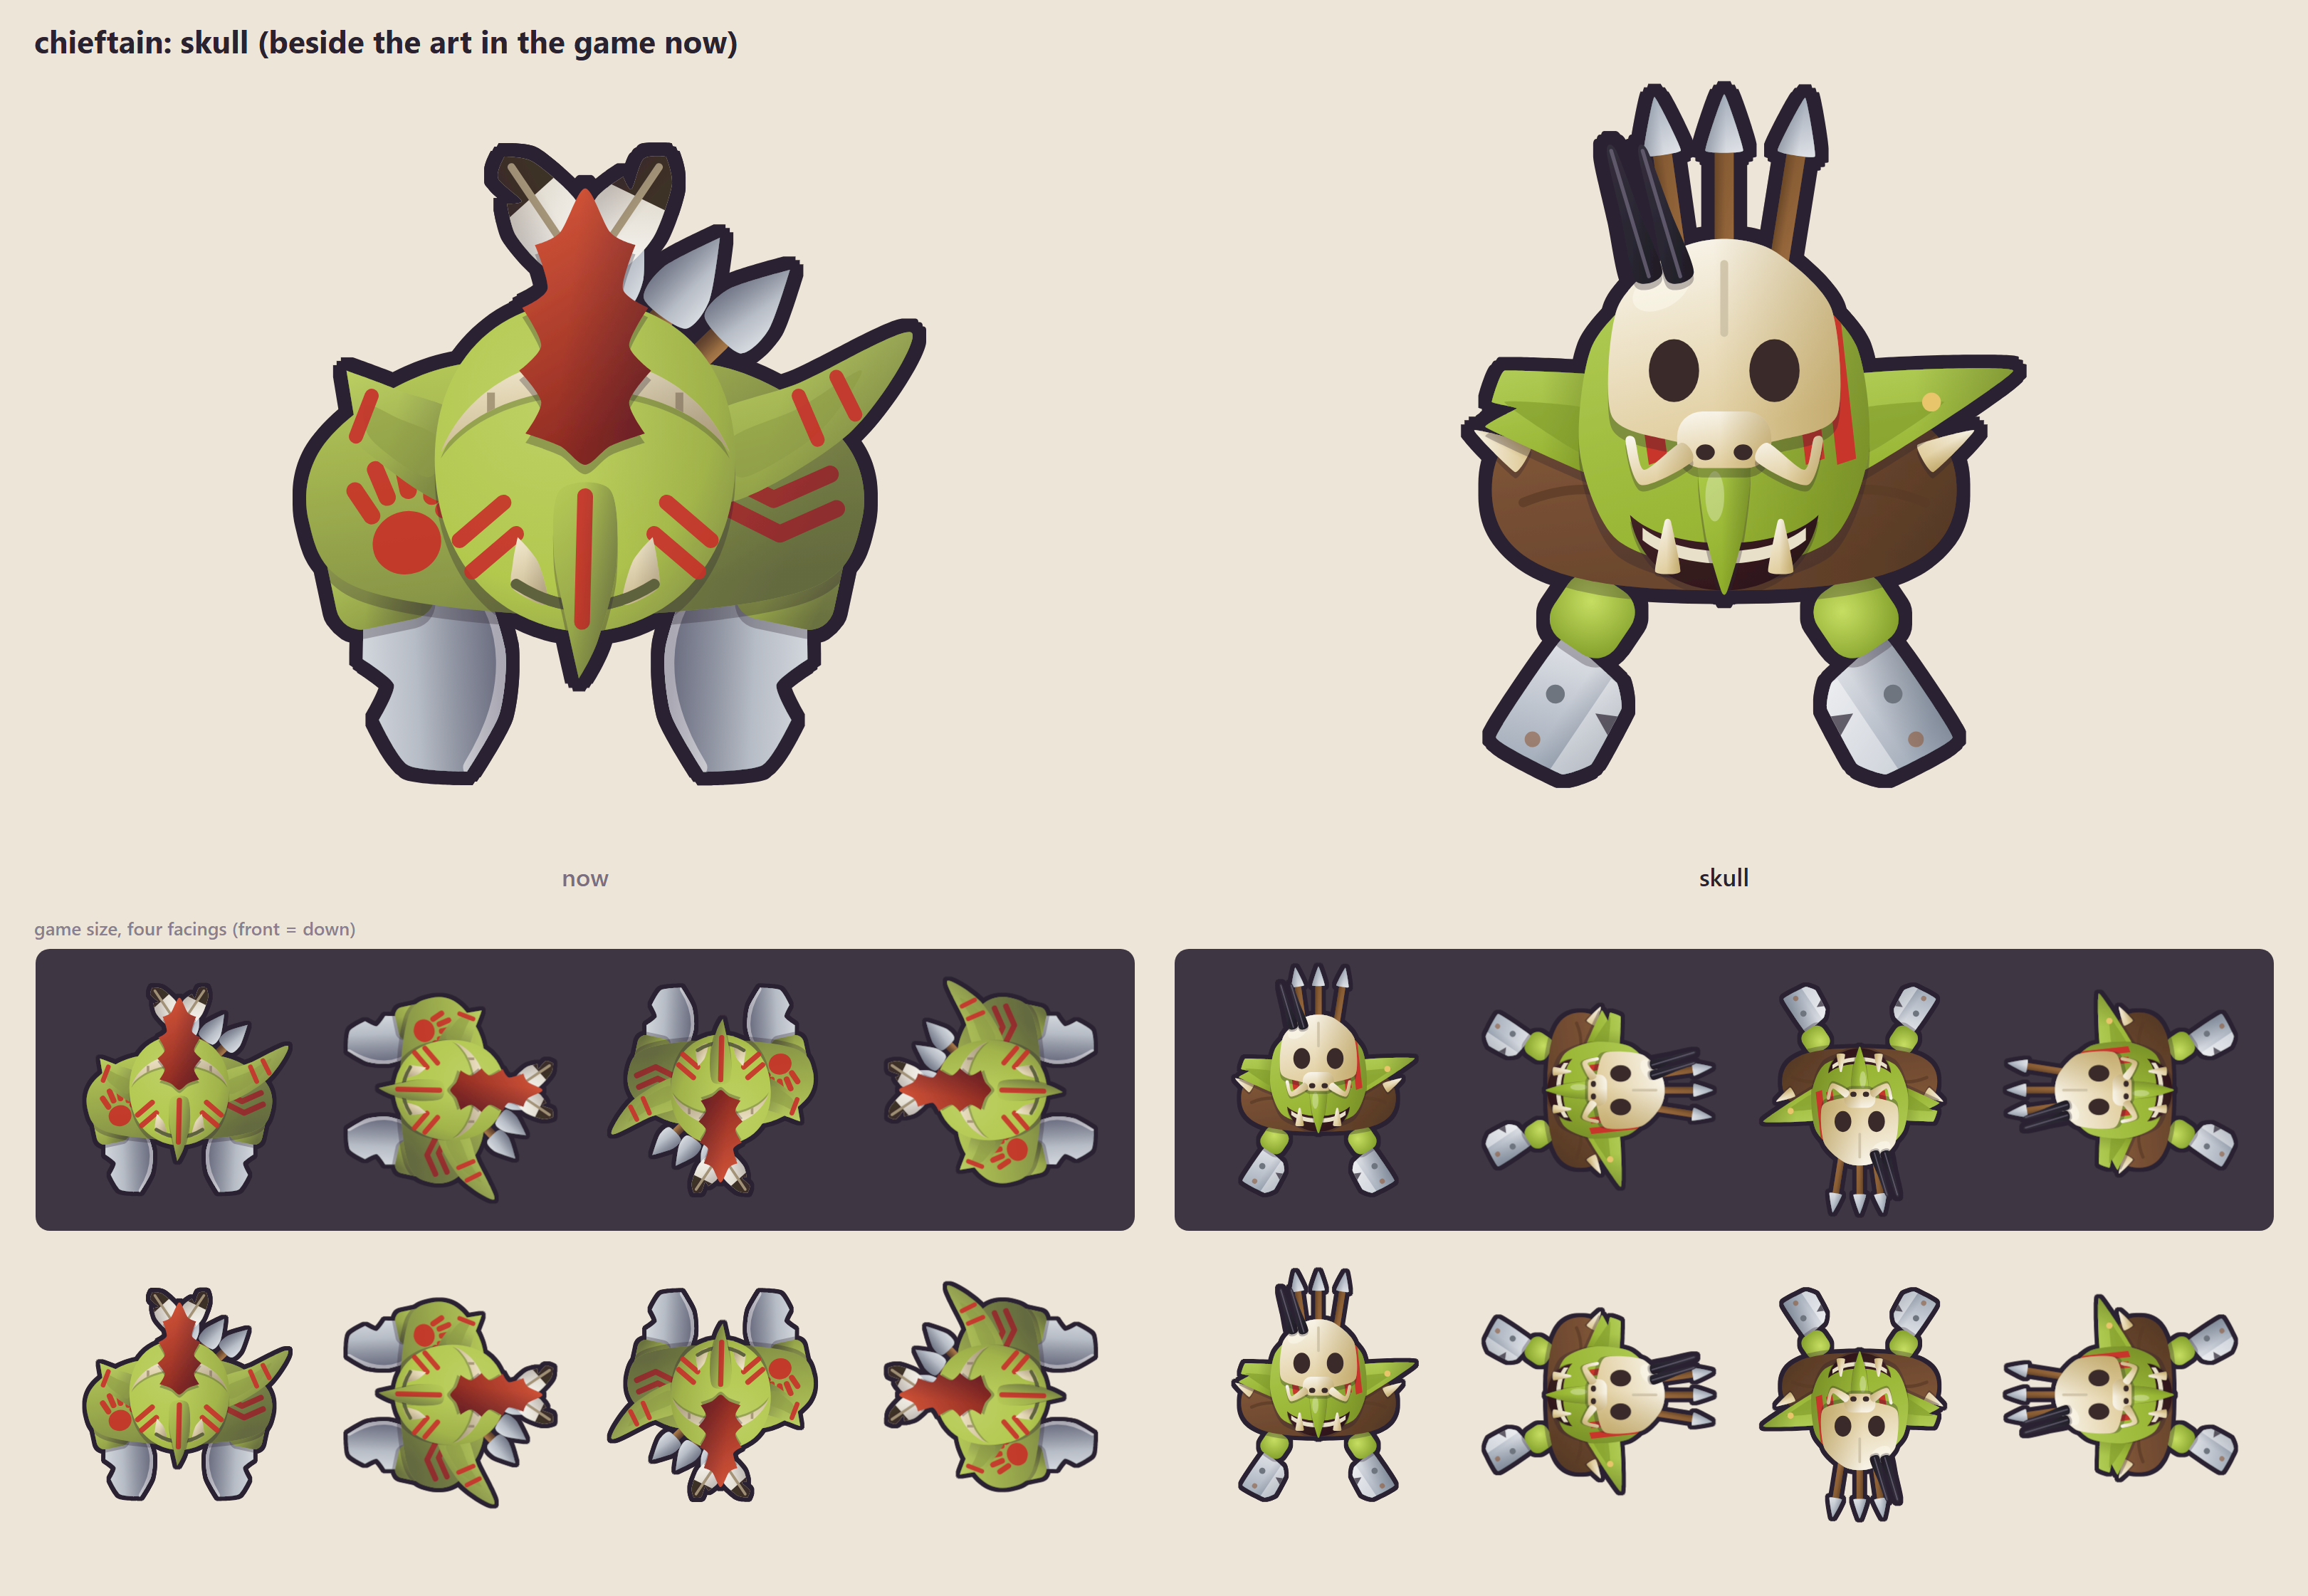 chieftain: skull (beside the art in the game now)
now
skull
game size, four facings (front = down)